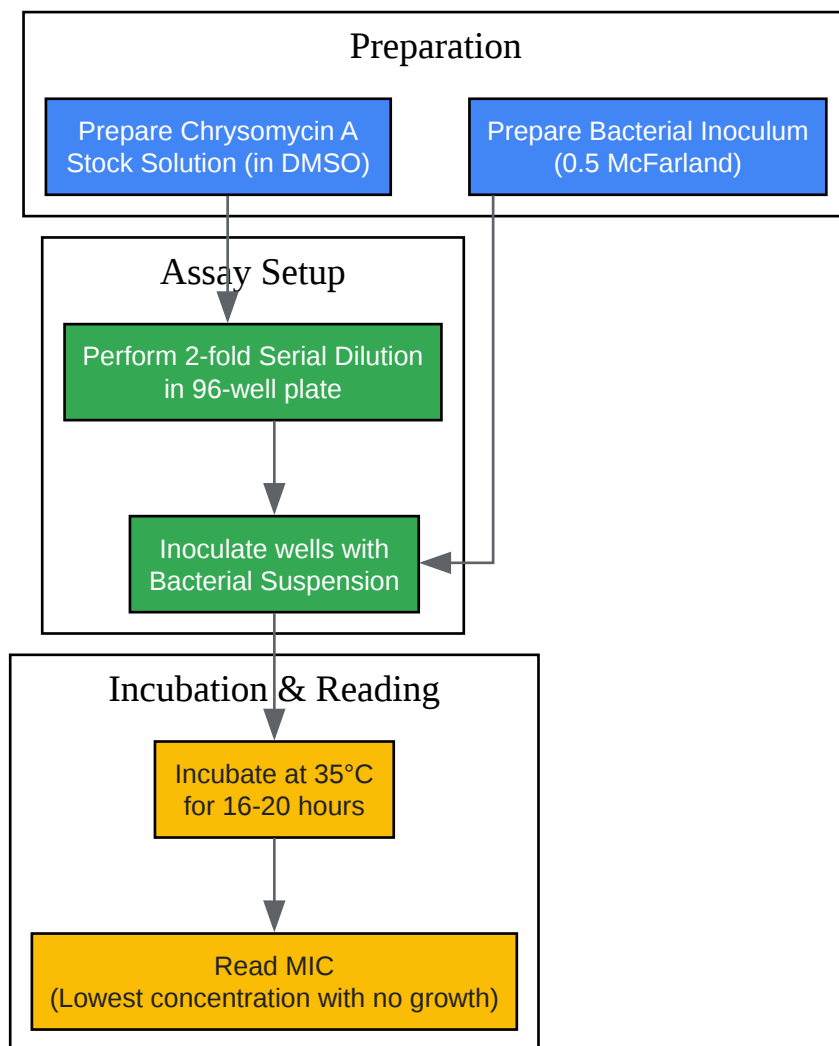 Preparation
Prepare Chrysomycin A
Stock Solution (in DMSO)
Prepare Bacterial Inoculum
(0.5 McFarland)
Assay Setup
Perform 2-fold Serial Dilution
in 96-well plate
Inoculate wells with
Bacterial Suspension
Incubation & Reading
Incubate at 35°C
for 16-20 hours
Read MIC
(Lowest concentration with no growth)